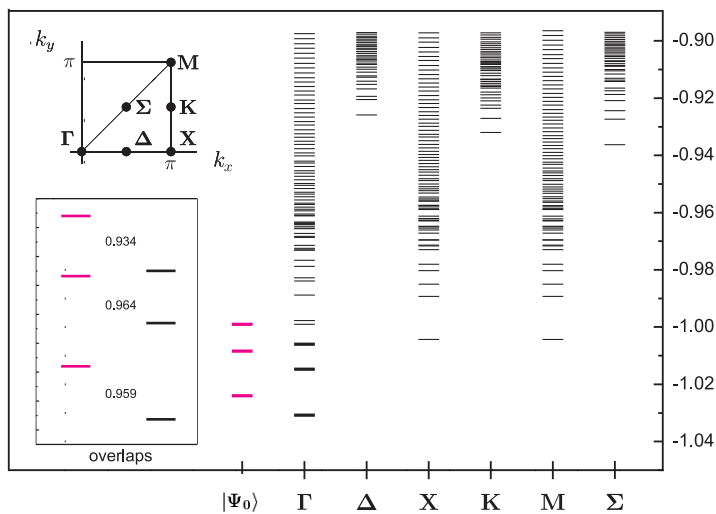 k_y
π
M
Σ
K
Γ
Δ
X
π
k_x
0.934
0.964
0.959
overlaps
-0.90
-0.92
-0.94
-0.96
-0.98
-1.00
-1.02
-1.04
|Ψ₀⟩ Γ Δ X K M Σ